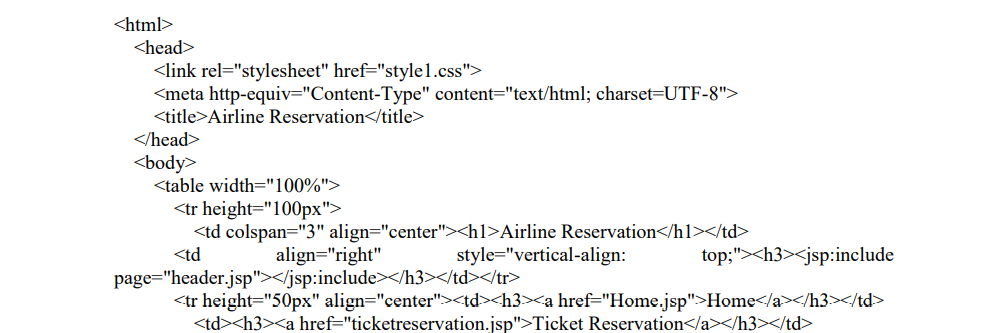 <html>
<head>
<link rel="stylesheet" href="style1.css">
<meta http-equiv="Content-Type" content="text/html; charset=UTF-8">
<title>Airline Reservation</title>
</head>
<body>
<table width="100%">
<tr height="100px">
<td colspan="3" align="center"><h1>Airline Reservation</h1></td>
<td align="right" style="vertical-align: top;"><h3><jsp:include
page="header.jsp"></jsp:include></h3></td></tr>
<tr height="50px" align="center"><td><h3><a href="Home.jsp">Home</a></h3></td>
<td><h3><a href="ticketreservation.jsp">Ticket Reservation</a></h3></td>